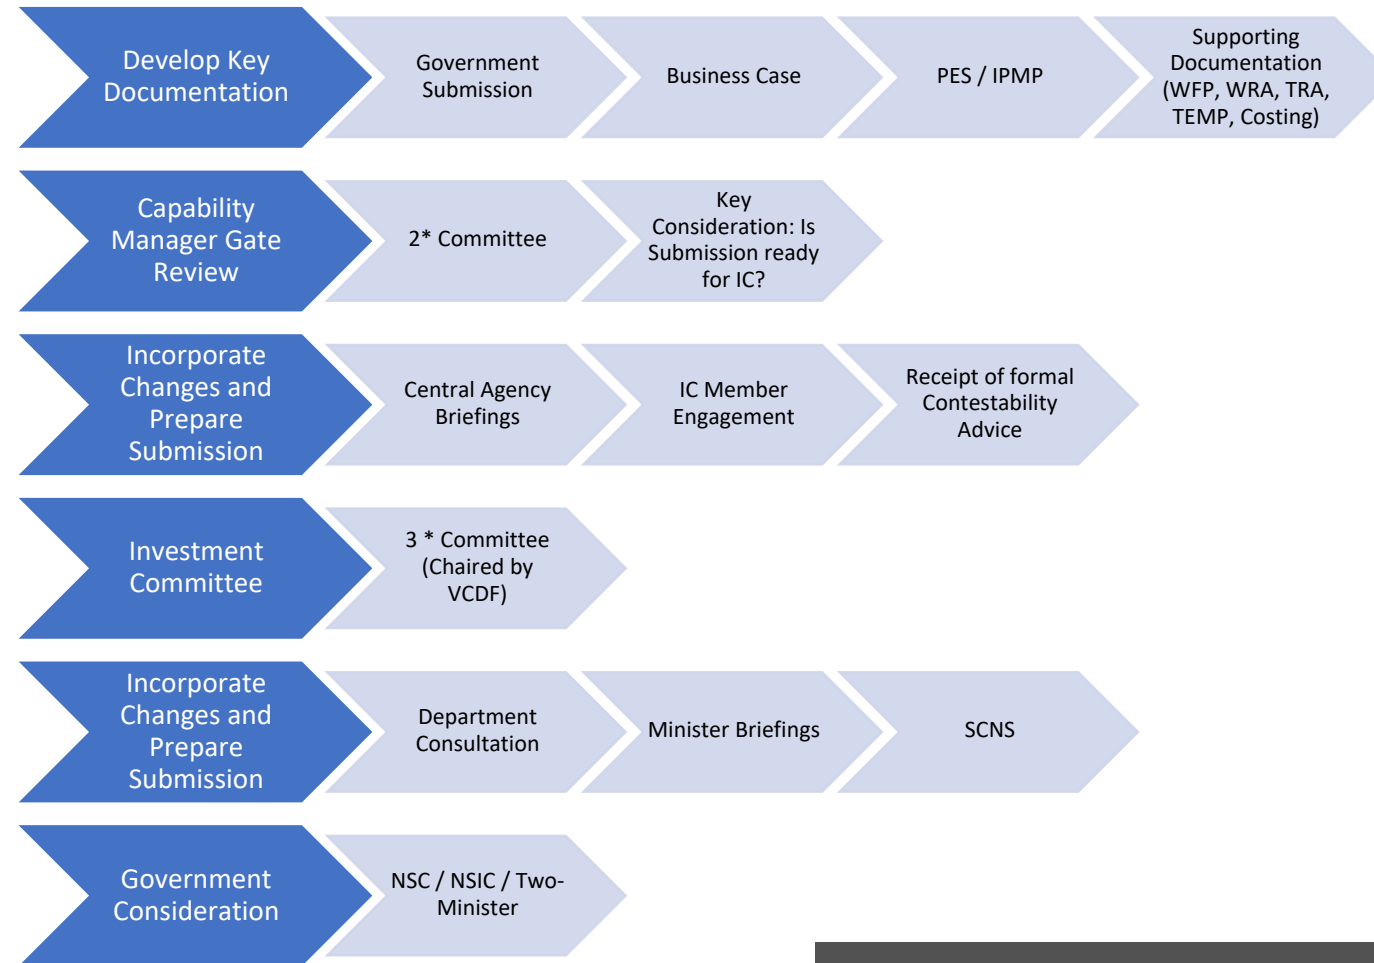 Develop Key
Documentation
Government
Submission
Business Case
PES / IPMP
Supporting
Documentation
(WFP, WRA, TRA,
TEMP, Costing)
Capability
Manager Gate
Review
2* Committee
Key
Consideration: Is
Submission ready
for IC?
Incorporate
Changes and
Prepare
Submission
Central Agency
Briefings
IC Member
Engagement
Receipt of formal
Contestability
Advice
Investment
Committee
3 * Committee
(Chaired by
VCDF)
Incorporate
Changes and
Prepare
Submission
Department
Consultation
Minister Briefings
SCNS
Government
Consideration
NSC / NSIC / Two-
Minister